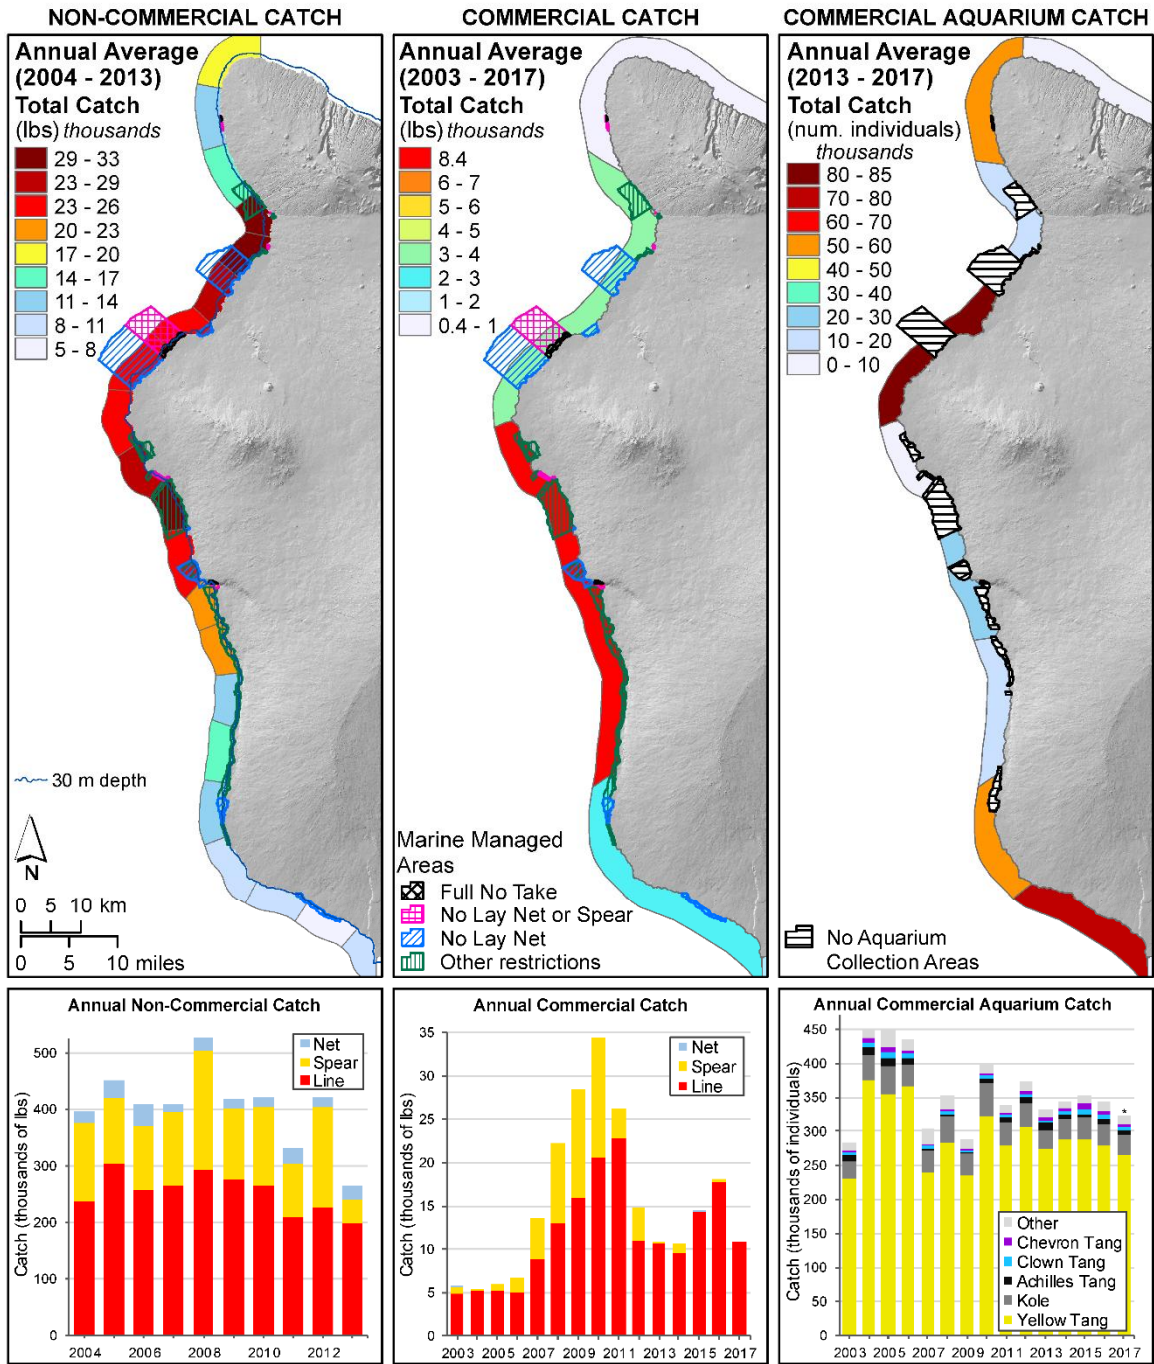 NON-COMMERCIAL CATCH
Annual Average
(2004 - 2013)
Total Catch
(lbs) thousands
29 - 33
23 - 29
23 - 26
20 - 23
17 - 20
14 - 17
11 - 14
8 - 11
5 - 8
30 m depth
N
0 5 10 km
0 5 10 miles
COMMERCIAL CATCH
Annual Average
(2003 - 2017)
Total Catch
(lbs) thousands
8.4
6 - 7
5 - 6
4 - 5
3 - 4
2 - 3
1 - 2
0.4 - 1
Marine Managed
Areas
Full No Take
No Lay Net or Spear
No Lay Net
Other restrictions
COMMERCIAL AQUARIUM CATCH
Annual Average
(2013 - 2017)
Total Catch
(num. individuals)
thousands
80 - 85
70 - 80
60 - 70
50 - 60
40 - 50
30 - 40
20 - 30
10 - 20
0 - 10
No Aquarium
Collection Areas
Annual Non-Commercial Catch
Catch (thousands of lbs)
500
400
300
200
100
0
Net
Spear
Line
2004 2006 2008 2010 2012
Annual Commercial Catch
Catch (thousands of lbs)
35
30
25
20
15
10
5
0
Net
Spear
Line
2003 2005 2007 2009 2011 2013 2015 2017
Annual Commercial Aquarium Catch
Catch (thousands of individuals)
450
400
350
300
250
200
150
100
50
0
*
Other
Chevron Tang
Clown Tang
Achilles Tang
Kole
Yellow Tang
2003 2005 2007 2009 2011 2013 2015 2017